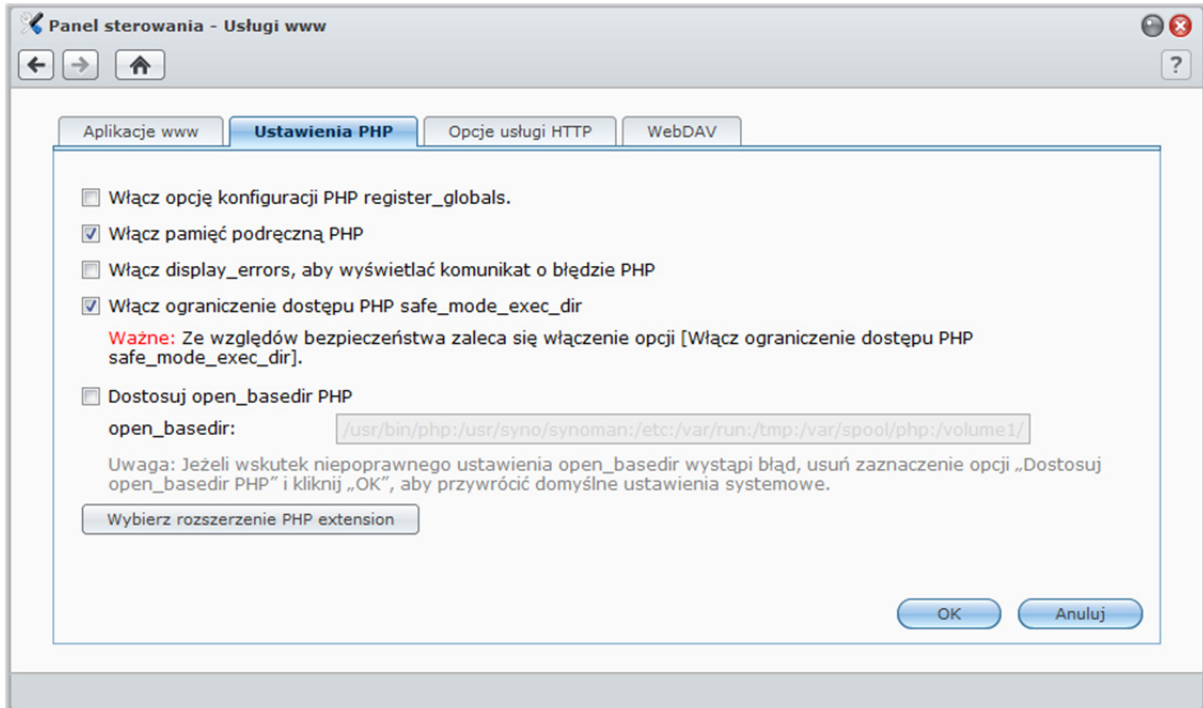 Panel sterowania - Usługi www
?
Aplikacje www
Ustawienia PHP
Opcje usługi HTTP
WebDAV
Włącz opcję konfiguracji PHP register_globals.
Włącz pamięć podręczną PHP
Włącz display_errors, aby wyświetlać komunikat o błędzie PHP
Włącz ograniczenie dostępu PHP safe_mode_exec_dir
Ważne: Ze względów bezpieczeństwa zaleca się włączenie opcji [Włącz ograniczenie dostępu PHP
safe_mode_exec_dir].
Dostosuj open_basedir PHP
open_basedir: /usr/bin/php:/usr/syno/synoman:/etc:/var/run:/tmp:/var/spool/php:/volume1/
Uwaga: Jeżeli wskutek niepoprawnego ustawienia open_basedir wystąpi błąd, usuń zaznaczenie opcji „Dostosuj
open_basedir PHP” i kliknij „OK”, aby przywrócić domyślne ustawienia systemowe.
Wybierz rozszerzenie PHP extension
OK
Anuluj